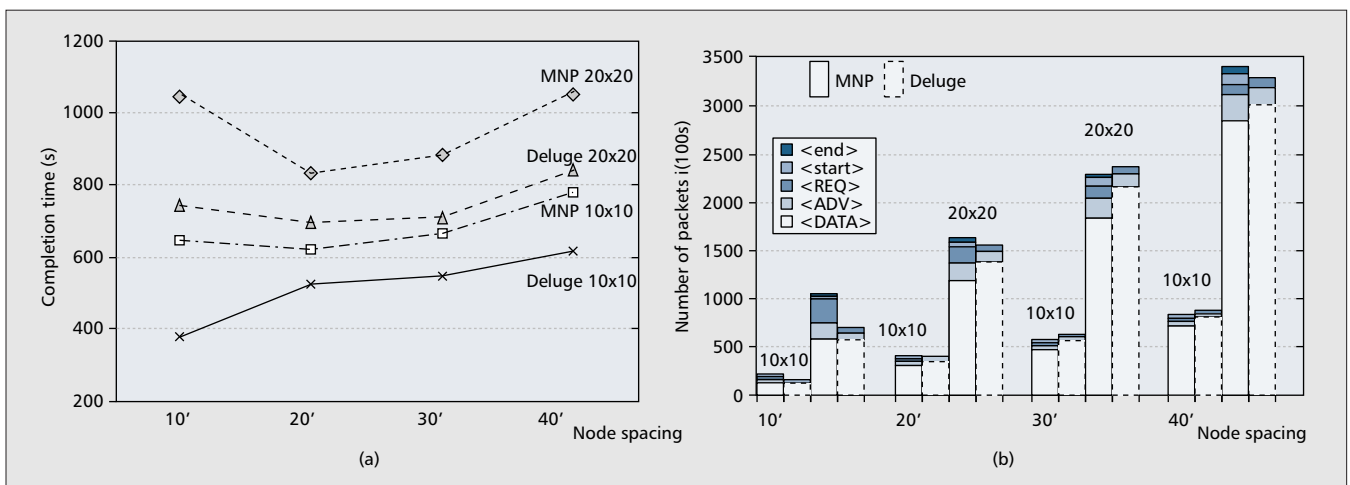 1200
1000
800
600
400
200
Completion time (s)
MNP 20x20
Deluge 20x20
MNP 10x10
Deluge 10x10
10’
20’
30’
40’
Node spacing
(a)
3500
3000
2500
2000
1500
1000
500
0
Number of packets i(100s)
MNP
Deluge
<end>
<start>
<REQ>
<ADV>
<DATA>
10x10
10x10
20x20
10x10
20x20
10x10
10’
20’
30’
40’
Node spacing
(b)